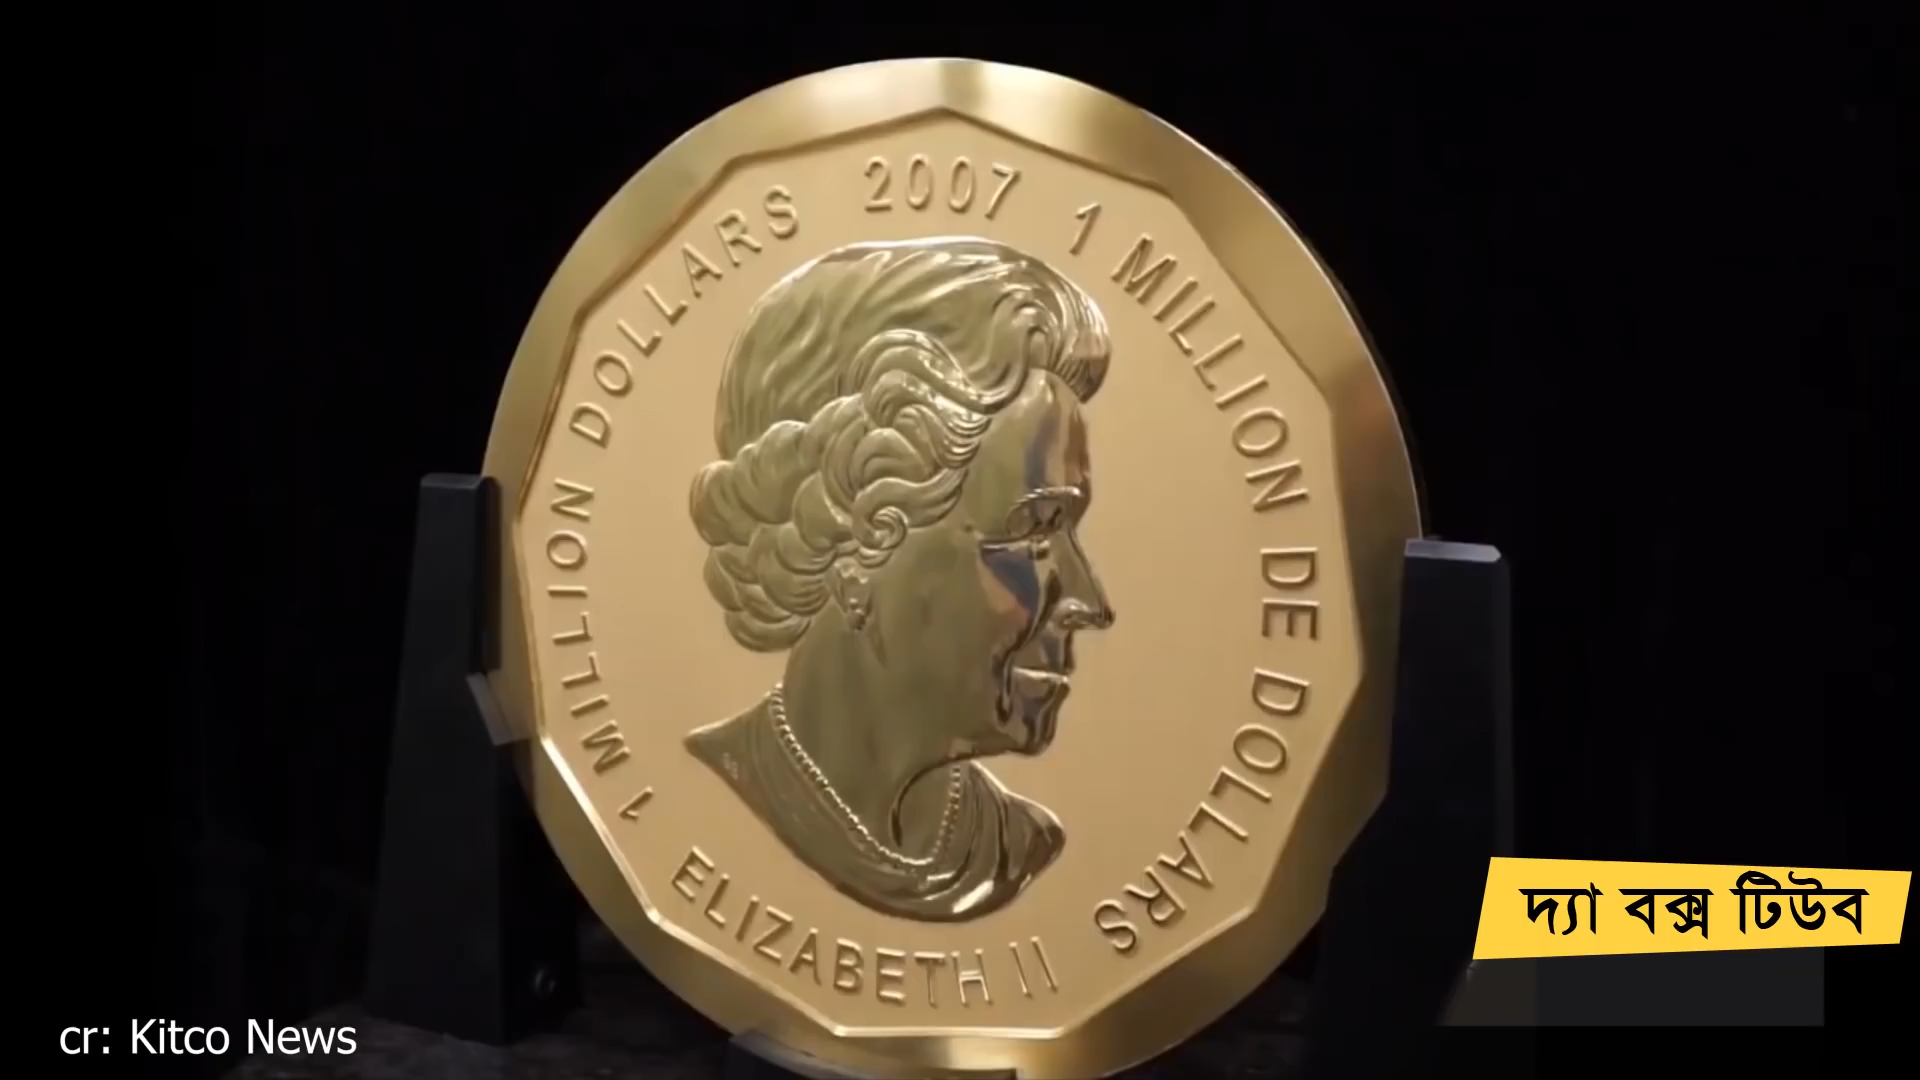 1 MILLION DOLLARS 2007 1 MILLION DE DOLLARS
ELIZABETH II
দ্যা বক্স টিউব
cr: Kitco News